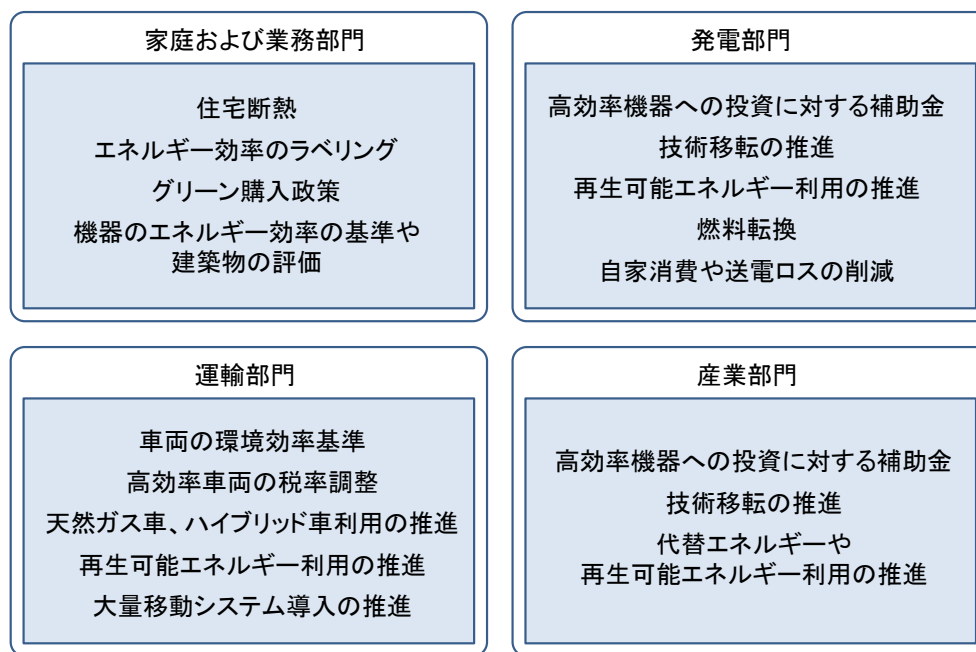 家庭および業務部門
住宅断熱
エネルギー効率のラベリング
グリーン購入政策
機器のエネルギー効率の基準や
建築物の評価
発電部門
高効率機器への投資に対する補助金
技術移転の推進
再生可能エネルギー利用の推進
燃料転換
自家消費や送電ロスの削減
運輸部門
車両の環境効率基準
高効率車両の税率調整
天然ガス車、ハイブリッド車利用の推進
再生可能エネルギー利用の推進
大量移動システム導入の推進
産業部門
高効率機器への投資に対する補助金
技術移転の推進
代替エネルギーや
再生可能エネルギー利用の推進